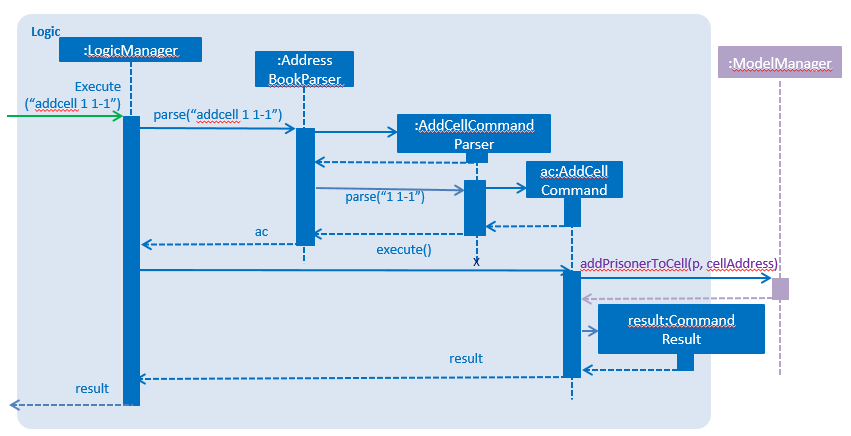 Logic
:LogicManager
:Address
BookParser
:ModelManager
Execute
(“addcell 1 1-1”)
parse(“addcell 1 1-1”)
:AddCellCommand
Parser
ac:AddCell
Command
parse(“1 1-1”)
ac
execute()
X
addPrisonerToCell(p, cellAddress)
result:Command
Result
result
result